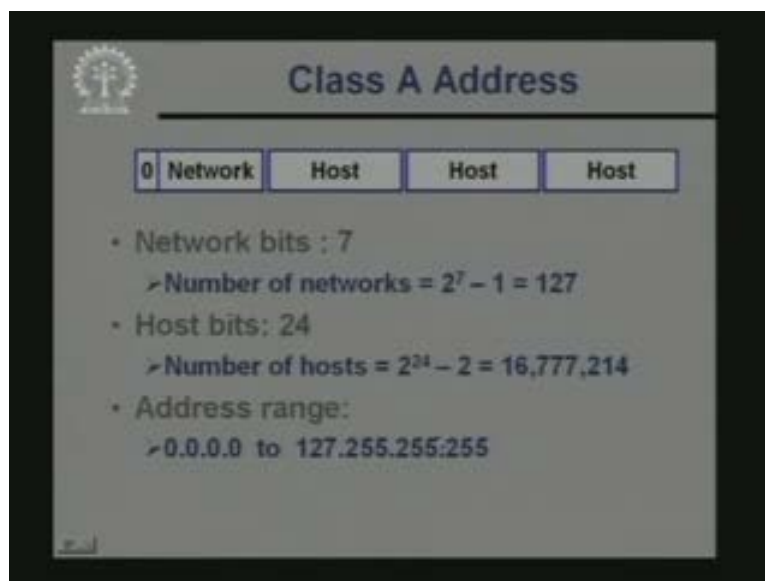 Class A Address
0 Network Host Host Host
• Network bits : 7
➢Number of networks = 2⁷ – 1 = 127
• Host bits: 24
➢Number of hosts = 2²⁴ – 2 = 16,777,214
• Address range:
➢0.0.0.0 to 127.255.255:255